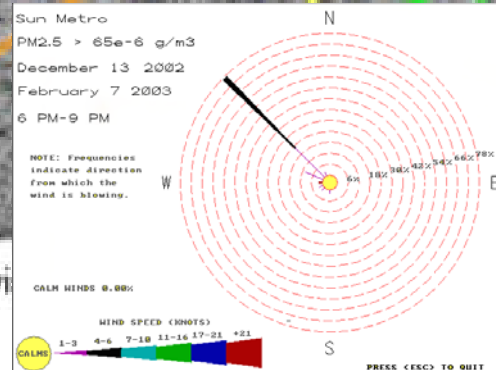 Sun Metro
PM2.5 > 65e-6 g/m3
December 13 2002
February 7 2003
6 PM-9 PM
NOTE: Frequencies
indicate direction
from which the
wind is blowing.
N
W
E
S
6% 18% 30% 42% 54% 66% 78%
CALM WINDS 0.00%
WIND SPEED (KNOTS)
CALMS 1-3 4-6 7-10 11-16 17-21 +21
PRESS (ESC) TO QUIT